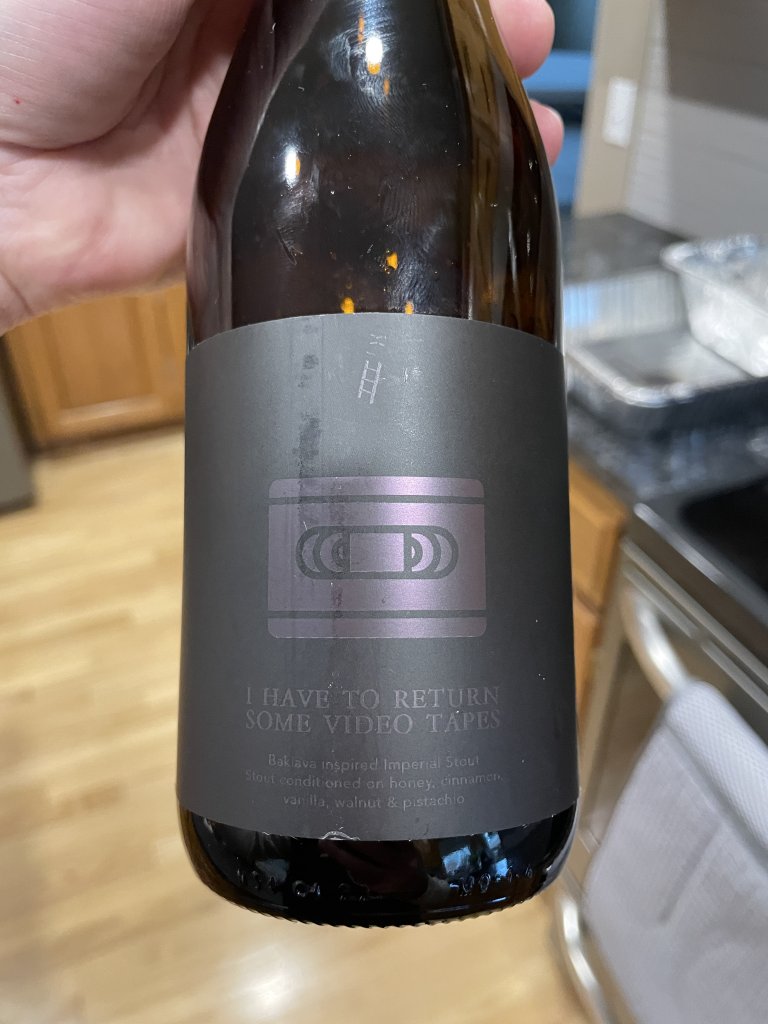 I HAVE TO RETURN
SOME VIDEO TAPES
Baklava inspired Imperial Stout
Stout conditioned on honey, cinnamon,
vanilla, walnut & pistachio